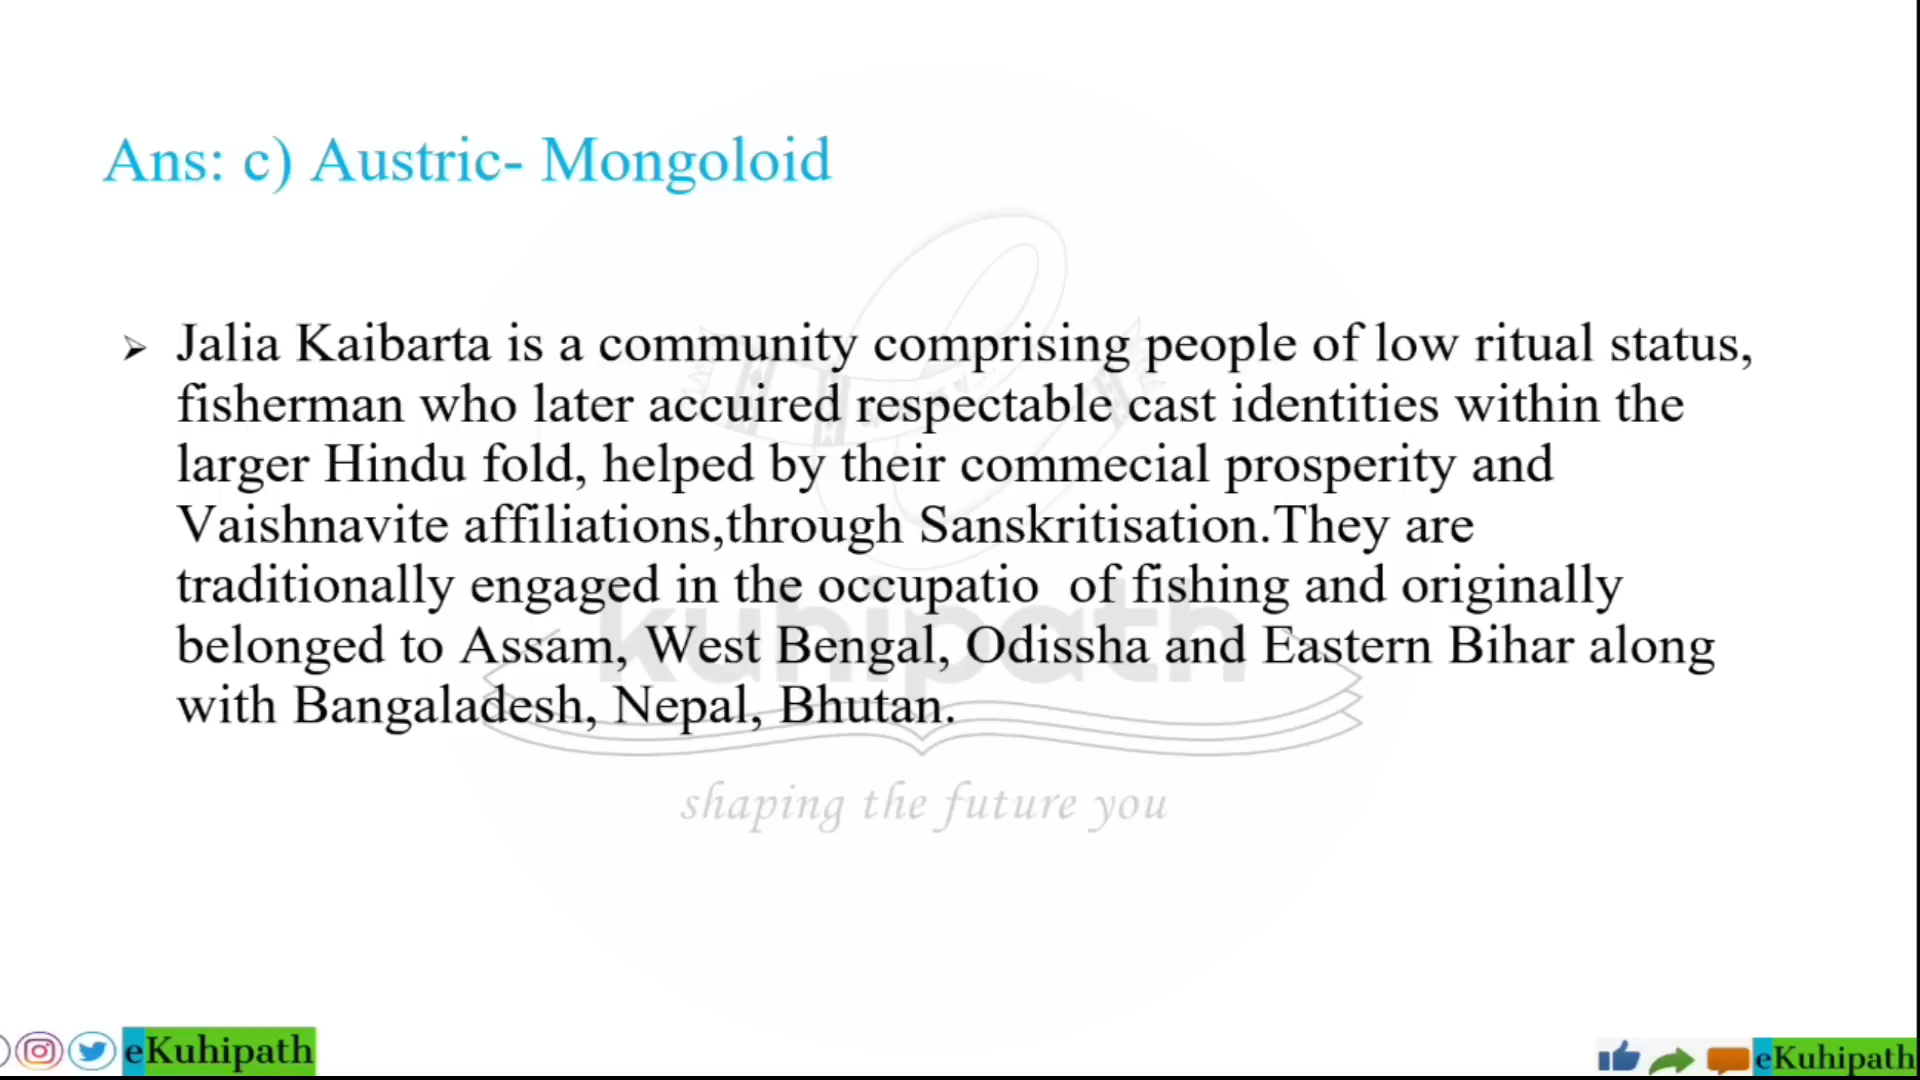 Ans: c) Austric- Mongoloid
➢ Jalia Kaibarta is a community comprising people of low ritual status,
fisherman who later accuired respectable cast identities within the
larger Hindu fold, helped by their commecial prosperity and
Vaishnavite affiliations,through Sanskritisation.They are
traditionally engaged in the occupatio  of fishing and originally
belonged to Assam, West Bengal, Odissha and Eastern Bihar along
with Bangaladesh, Nepal, Bhutan.
kuhipath
shaping the future you
eKuhipath
eKuhipath